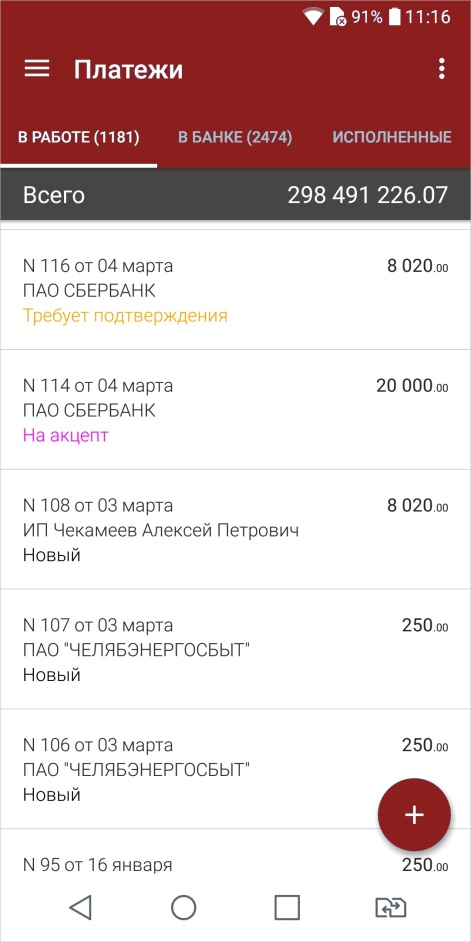 91% 11:16
Платежи
В РАБОТЕ (1181) В БАНКЕ (2474) ИСПОЛНЕННЫЕ
Всего 298 491 226.07
N 116 от 04 марта 8 020.00
ПАО СБЕРБАНК
Требует подтверждения
N 114 от 04 марта 20 000.00
ПАО СБЕРБАНК
На акцепт
N 108 от 03 марта 8 020.00
ИП Чекамеев Алексей Петрович
Новый
N 107 от 03 марта 250.00
ПАО "ЧЕЛЯБЭНЕРГОСБЫТ"
Новый
N 106 от 03 марта 250.00
ПАО "ЧЕЛЯБЭНЕРГОСБЫТ"
Новый
+
N 95 от 16 января 250.00